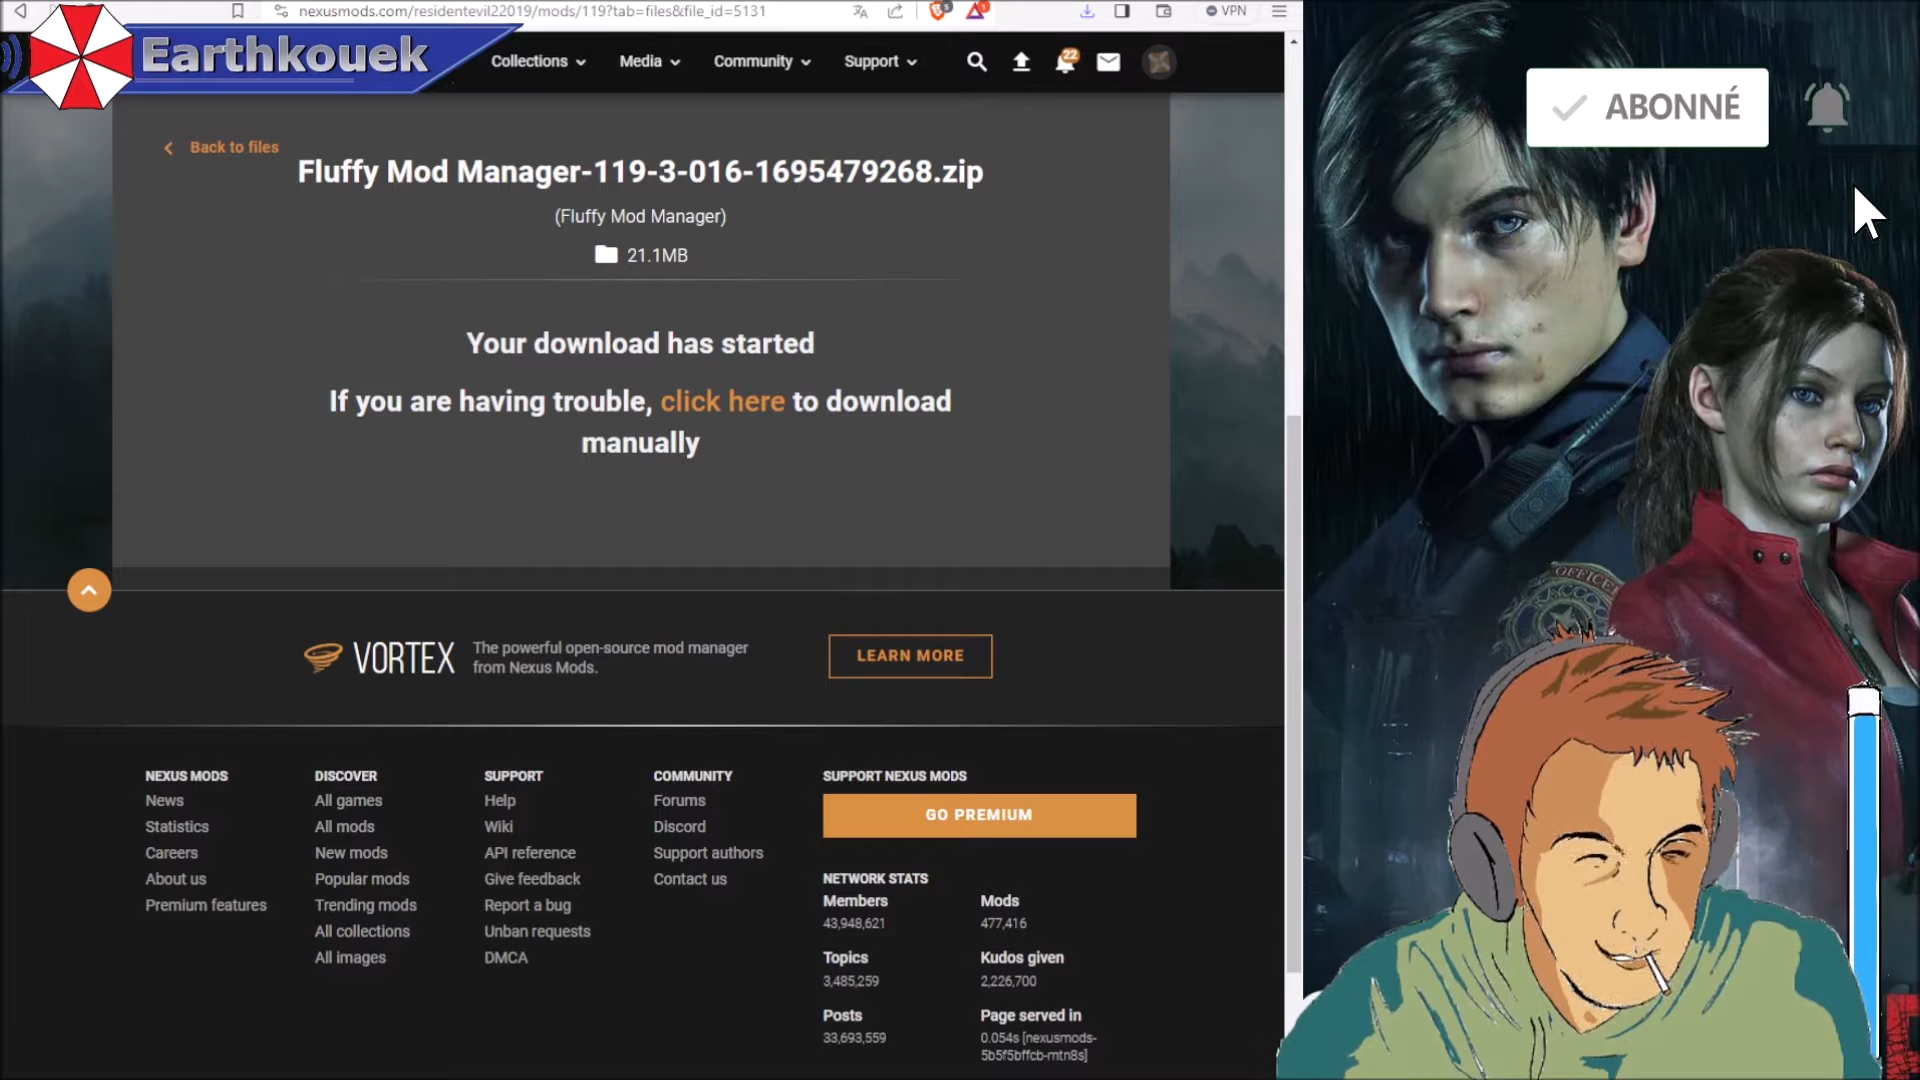 nexusmods.com/residentevil22019/mods/119?tab=files&file_id=5131
5
1
VPN
Earthkouek
Collections
Media
Community
Support
22
ABONNÉ
Back to files
Fluffy Mod Manager-119-3-016-1695479268.zip
(Fluffy Mod Manager)
21.1MB
Your download has started
If you are having trouble, click here to download
manually
OFFICE
VORTEX
The powerful open-source mod manager
from Nexus Mods.
LEARN MORE
NEXUS MODS
News
Statistics
Careers
About us
Premium features
DISCOVER
All games
All mods
New mods
Popular mods
Trending mods
All collections
All images
SUPPORT
Help
Wiki
API reference
Give feedback
Report a bug
Unban requests
DMCA
COMMUNITY
Forums
Discord
Support authors
Contact us
SUPPORT NEXUS MODS
GO PREMIUM
NETWORK STATS
Members
43,948,621
Mods
477,416
Topics
3,485,259
Kudos given
2,226,700
Posts
33,693,559
Page served in
0.054s [nexusmods-
5b5f5bffcb-mtn8s]